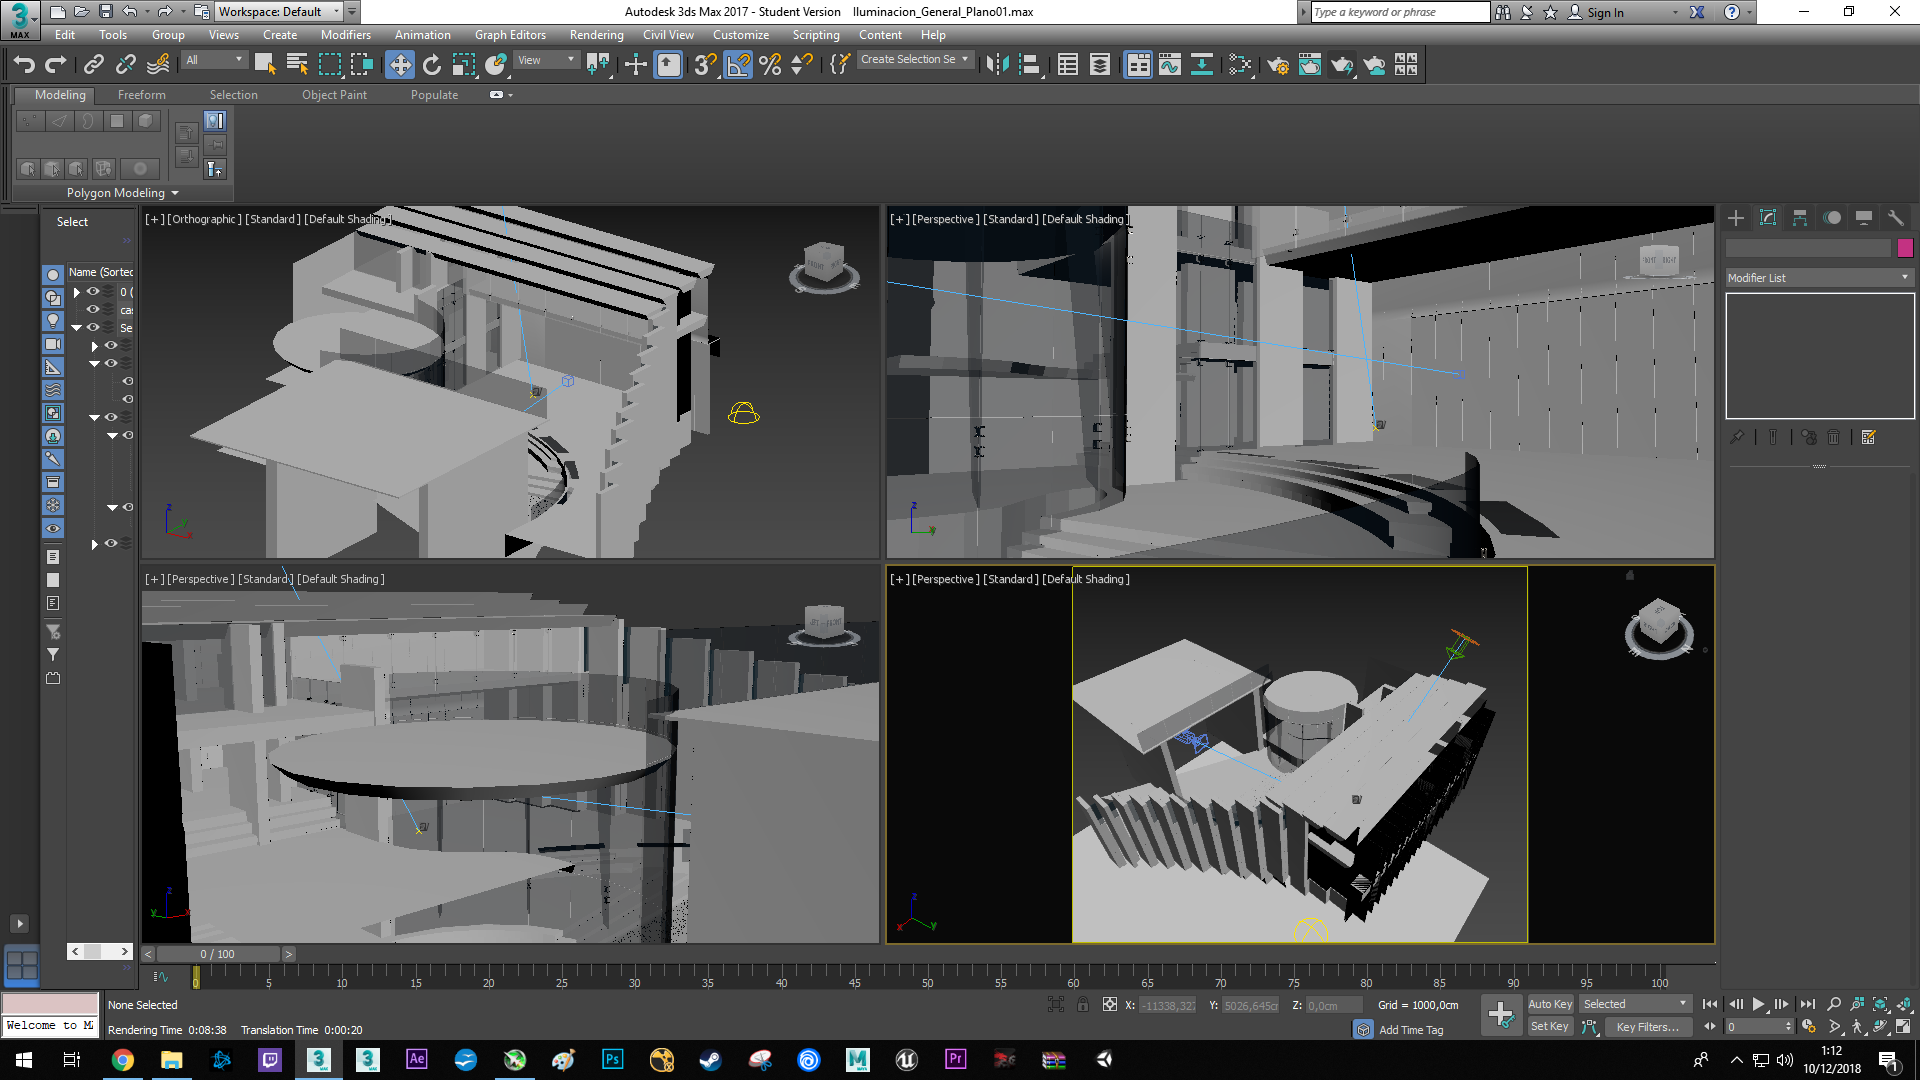 Workspace: Default
Autodesk 3ds Max 2017 - Student Version   Iluminacion_General_Plano01.max
Type a keyword or phrase
Sign In
MAX
Edit Tools Group Views Create Modifiers Animation Graph Editors Rendering Civil View Customize Scripting Content Help
All
View
Create Selection Se
Modeling Freeform Selection Object Paint Populate
Polygon Modeling
Select
[+] [Orthographic] [Standard] [Default Shading]
[+] [Perspective] [Standard] [Default Shading]
Modifier List
Name (Sorted
0 (
cas
Se
[+] [Perspective] [Standard] [Default Shading]
[+] [Perspective] [Standard] [Default Shading]
0 / 100
0 5 10 15 20 25 30 35 40 45 50 55 60 65 70 75 80 85 90 95 100
None Selected
X: -11338,327
Y: 5026,645cm
Z: 0,0cm
Grid = 1000,0cm
Auto Key
Selected
Welcome to M
Rendering Time 0:08:38   Translation Time 0:00:20
Add Time Tag
Set Key
Key Filters...
0
1:12
10/12/2018